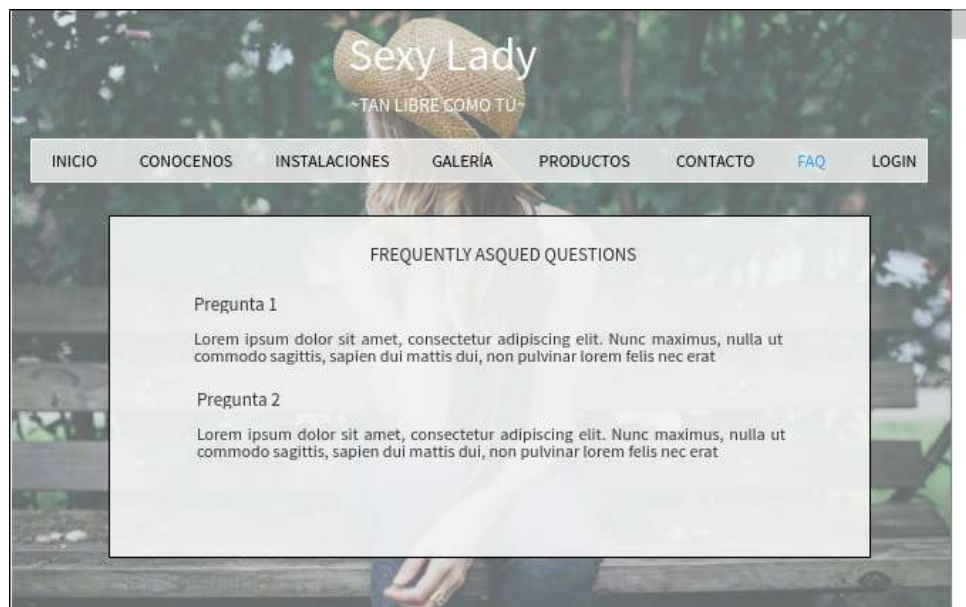 Sexy Lady
~TAN LIBRE COMO TU~
INICIO CONOCENOS INSTALACIONES GALERÍA PRODUCTOS CONTACTO FAQ LOGIN
FREQUENTLY ASQUED QUESTIONS
Pregunta 1
Lorem ipsum dolor sit amet, consectetur adipiscing elit. Nunc maximus, nulla ut
commodo sagittis, sapien dui mattis dui, non pulvinar lorem felis nec erat
Pregunta 2
Lorem ipsum dolor sit amet, consectetur adipiscing elit. Nunc maximus, nulla ut
commodo sagittis, sapien dui mattis dui, non pulvinar lorem felis nec erat